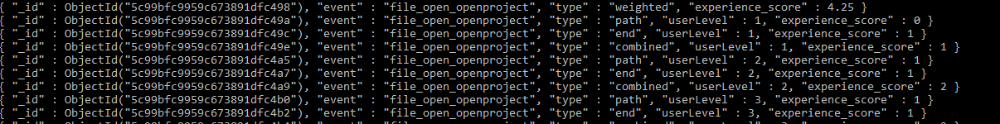 { "_id" : ObjectId("5c99bfc9959c673891dfc498"), "event" : "file_open_openproject", "type" : "weighted", "experience_score" : 4.25 }
{ "_id" : ObjectId("5c99bfc9959c673891dfc49a"), "event" : "file_open_openproject", "type" : "path", "userLevel" : 1, "experience_score" : 0 }
{ "_id" : ObjectId("5c99bfc9959c673891dfc49c"), "event" : "file_open_openproject", "type" : "end", "userLevel" : 1, "experience_score" : 1 }
{ "_id" : ObjectId("5c99bfc9959c673891dfc49e"), "event" : "file_open_openproject", "type" : "combined", "userLevel" : 1, "experience_score" : 1 }
{ "_id" : ObjectId("5c99bfc9959c673891dfc4a5"), "event" : "file_open_openproject", "type" : "path", "userLevel" : 2, "experience_score" : 1 }
{ "_id" : ObjectId("5c99bfc9959c673891dfc4a7"), "event" : "file_open_openproject", "type" : "end", "userLevel" : 2, "experience_score" : 1 }
{ "_id" : ObjectId("5c99bfc9959c673891dfc4a9"), "event" : "file_open_openproject", "type" : "combined", "userLevel" : 2, "experience_score" : 2 }
{ "_id" : ObjectId("5c99bfc9959c673891dfc4b0"), "event" : "file_open_openproject", "type" : "path", "userLevel" : 3, "experience_score" : 1 }
{ "_id" : ObjectId("5c99bfc9959c673891dfc4b2"), "event" : "file_open_openproject", "type" : "end", "userLevel" : 3, "experience_score" : 1 }